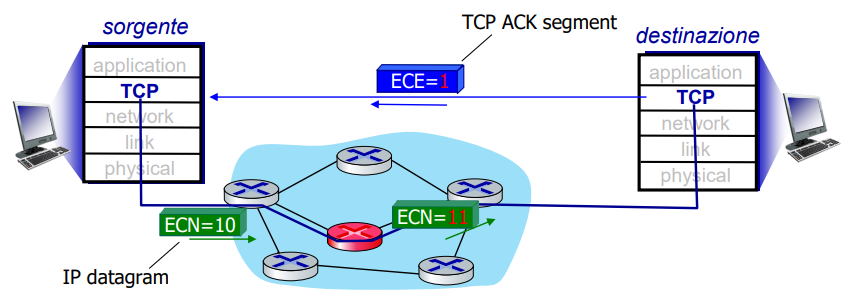 sorgente
TCP ACK segment
destinazione
application
TCP
network
link
physical
ECE=1
application
TCP
network
link
physical
ECN=10
ECN=11
IP datagram